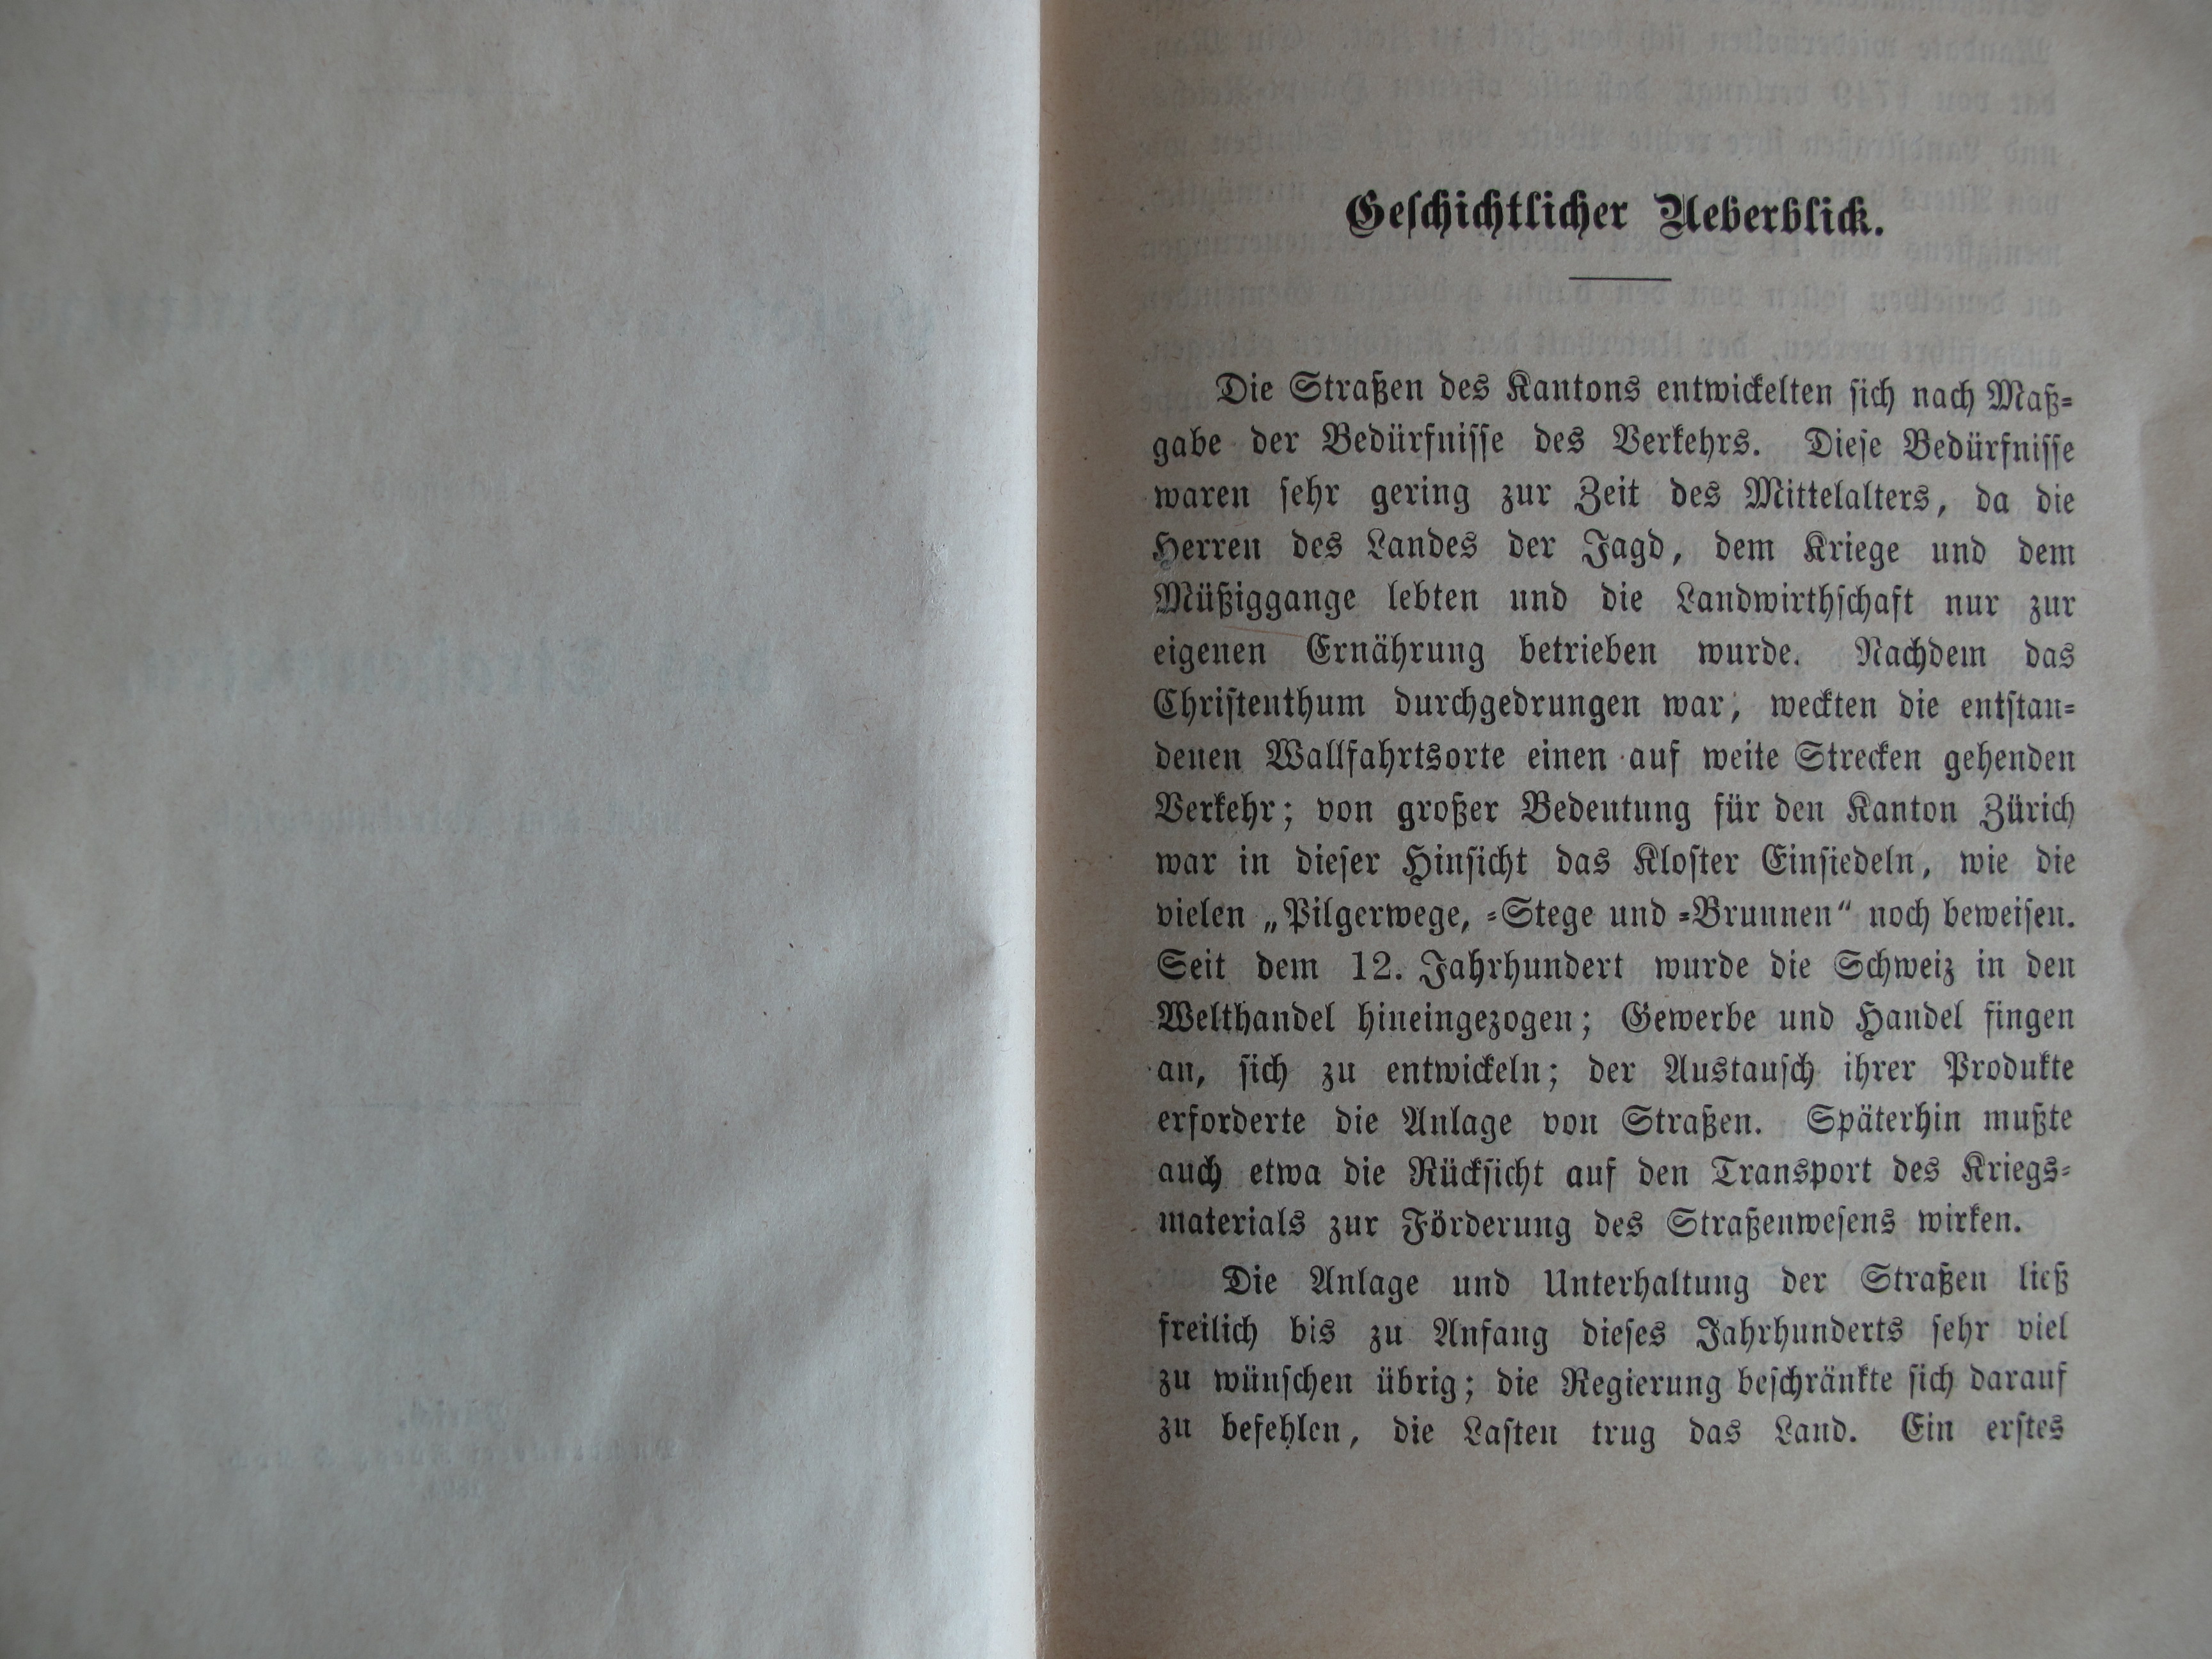 Geschichtlicher Ueberblick.
Die Straßen des Kantons entwickelten sich nach Maß-
gabe der Bedürfnisse des Verkehrs. Diese Bedürfnisse
waren sehr gering zur Zeit des Mittelalters, da die
Herren des Landes der Jagd, dem Kriege und dem
Müßiggange lebten und die Landwirthschaft nur zur
eigenen Ernährung betrieben wurde. Nachdem das
Christenthum durchgedrungen war, weckten die entstan-
denen Wallfahrtsorte einen auf weite Strecken gehenden
Verkehr; von großer Bedeutung für den Kanton Zürich
war in dieser Hinsicht das Kloster Einsiedeln, wie die
vielen „Pilgerwege, -Stege und -Brunnen“ noch beweisen.
Seit dem 12. Jahrhundert wurde die Schweiz in den
Welthandel hineingezogen; Gewerbe und Handel fingen
an, sich zu entwickeln; der Austausch ihrer Produkte
erforderte die Anlage von Straßen. Späterhin mußte
auch etwa die Rücksicht auf den Transport des Kriegs-
materials zur Förderung des Straßenwesens wirken.
Die Anlage und Unterhaltung der Straßen ließ
freilich bis zu Anfang dieses Jahrhunderts sehr viel
zu wünschen übrig; die Regierung beschränkte sich darauf
zu befehlen, die Lasten trug das Land. Ein erstes